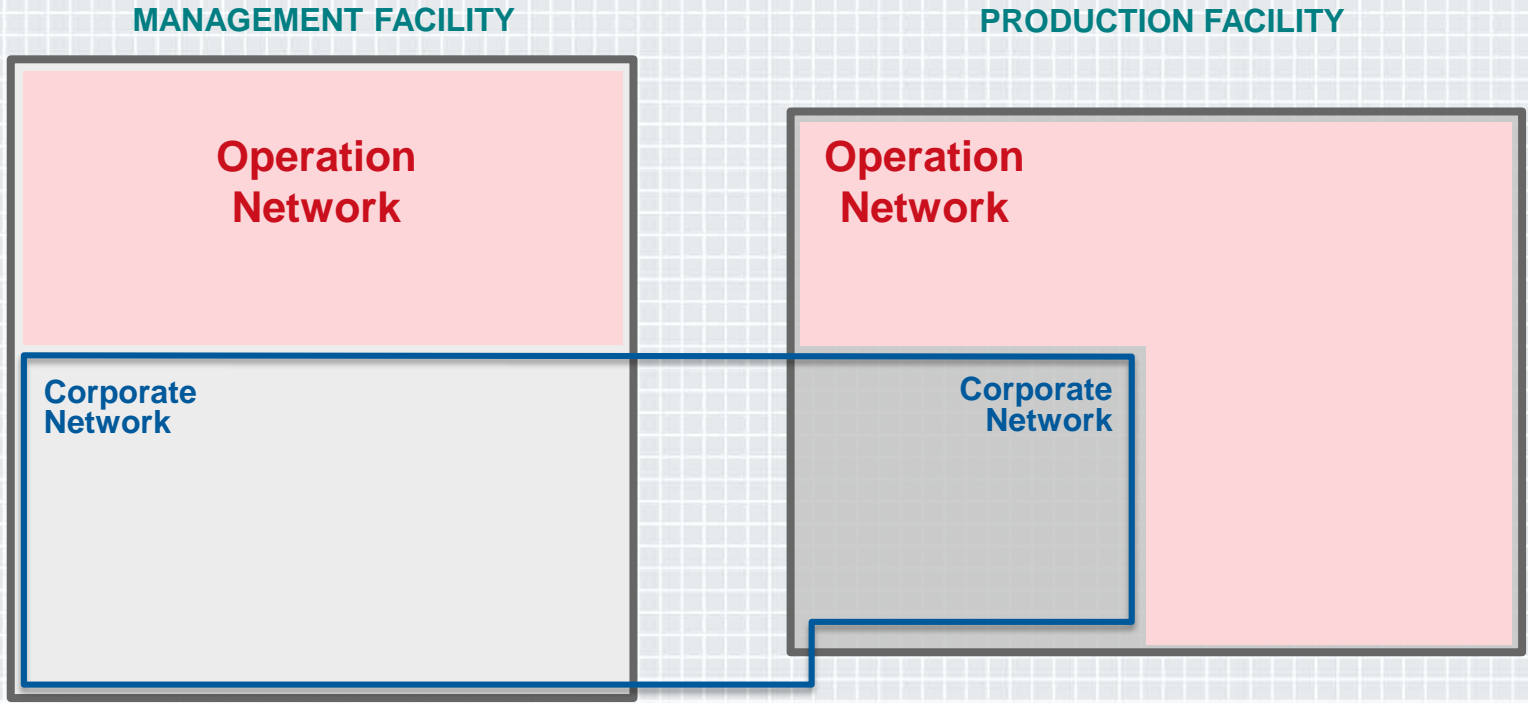 MANAGEMENT FACILITY
PRODUCTION FACILITY
Operation
Network
Operation
Network
Corporate
Network
Corporate
Network